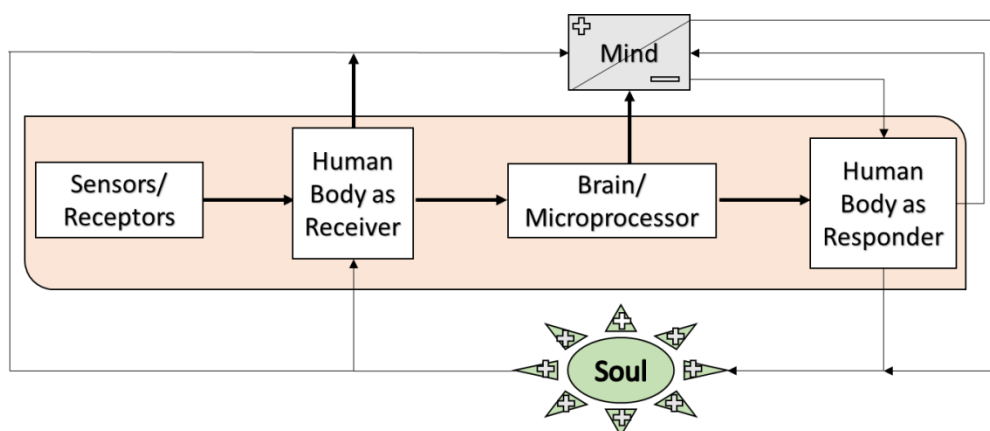 Mind
Sensors/
Receptors
Human
Body as
Receiver
Brain/
Microprocessor
Human
Body as
Responder
Soul